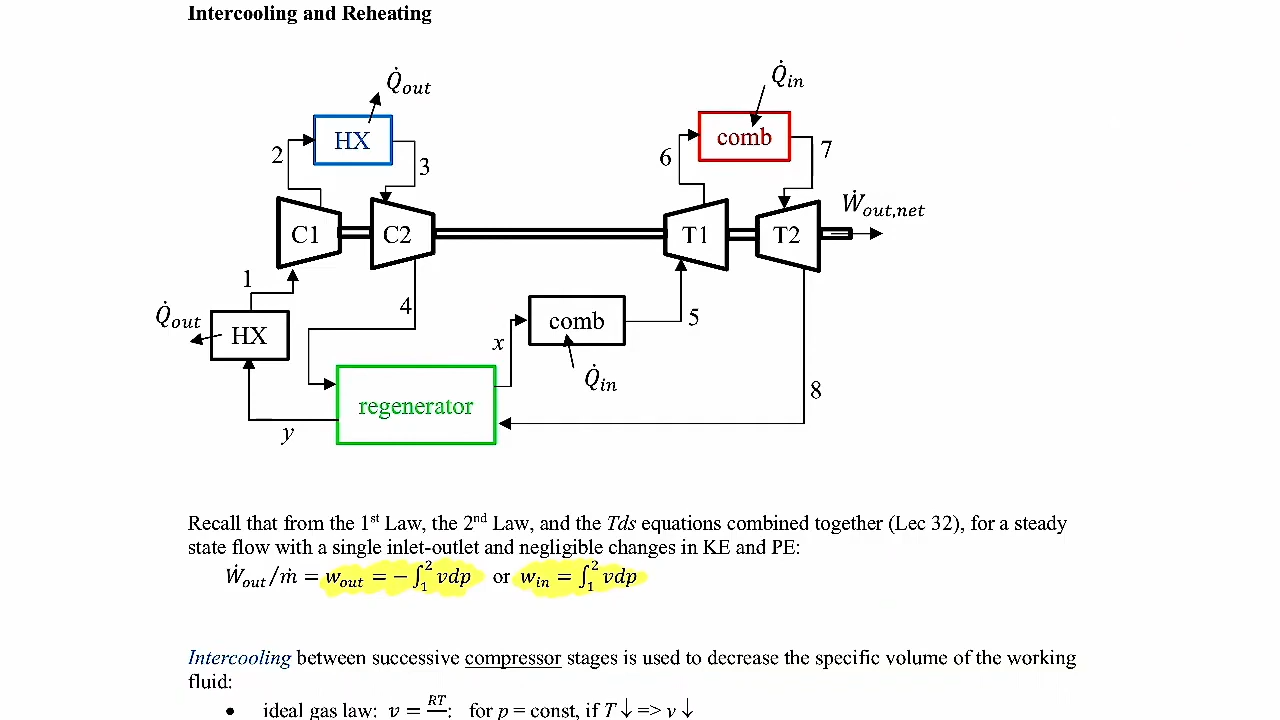 Intercooling and Reheating
Q̇out
Q̇in
HX
comb
2
3
6
7
Ẇout,net
C1
C2
T1
T2
1
4
5
Q̇out
HX
comb
x
Q̇in
regenerator
8
y
Recall that from the 1st Law, the 2nd Law, and the Tds equations combined together (Lec 32), for a steady
state flow with a single inlet-outlet and negligible changes in KE and PE:
Ẇout/ṁ = wout = −∫₁² vdp or win = ∫₁² vdp
Intercooling between successive compressor stages is used to decrease the specific volume of the working
fluid:
• ideal gas law: v = RT/ : for p = const, if T ↓ => v ↓